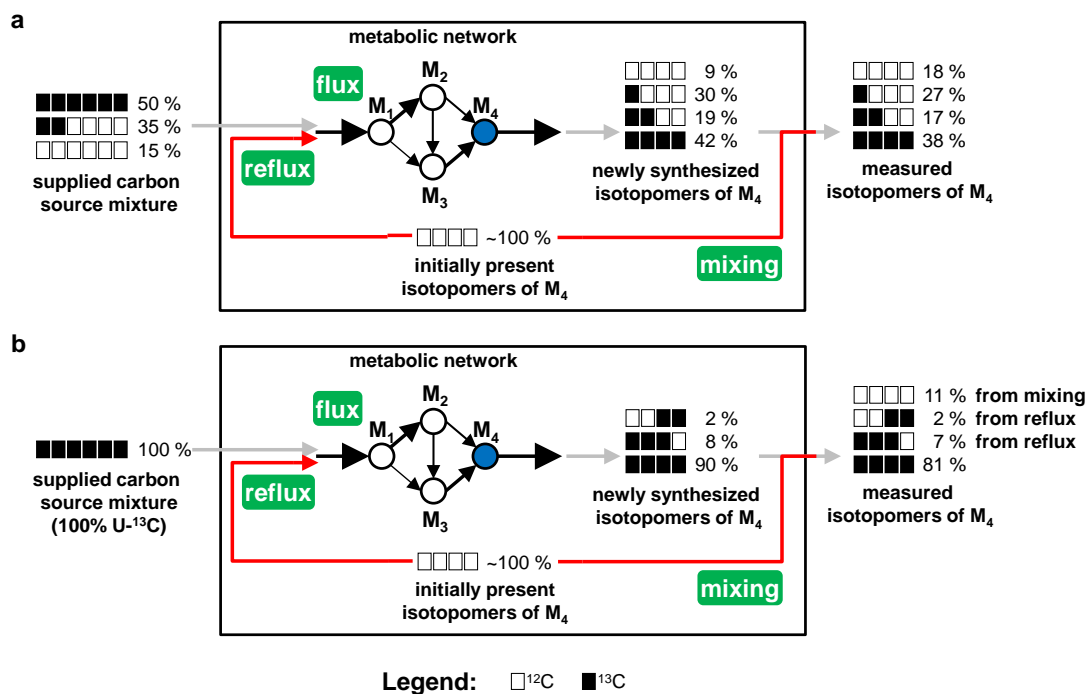 a
metabolic network
flux
M₂
M₁
M₄
M₃
reflux
50 %
35 %
15 %
supplied carbon
source mixture
9 %
30 %
19 %
42 %
newly synthesized
isotopomers of M₄
18 %
27 %
17 %
38 %
measured
isotopomers of M₄
~100 %
initially present
isotopomers of M₄
mixing
b
metabolic network
flux
M₂
M₁
M₄
M₃
reflux
100 %
supplied carbon
source mixture
(100% U-¹³C)
2 %
8 %
90 %
newly synthesized
isotopomers of M₄
11 % from mixing
2 % from reflux
7 % from reflux
81 %
measured
isotopomers of M₄
~100 %
initially present
isotopomers of M₄
mixing
Legend: ¹²C ¹³C